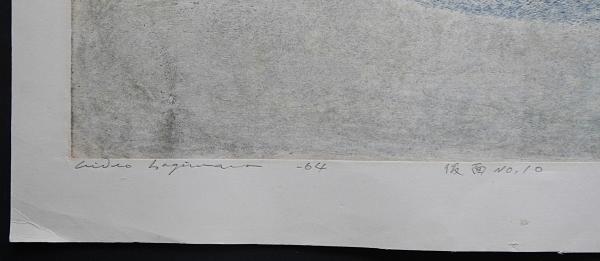 Hideo Hagiwara -64 仮面 NO.10